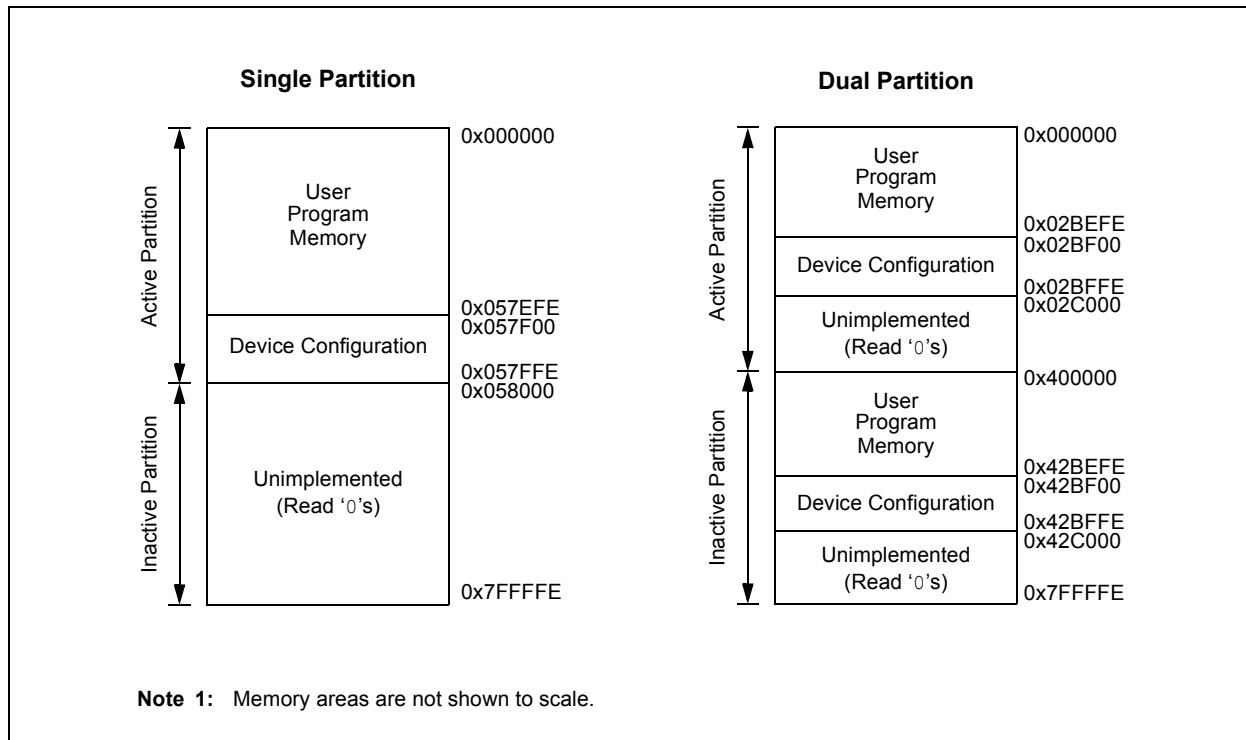 Single Partition
Active Partition
Inactive Partition
User
Program
Memory
Device Configuration
Unimplemented
(Read ‘0’s)
0x000000
0x057EFE
0x057F00
0x057FFE
0x058000
0x7FFFFE
Dual Partition
Active Partition
Inactive Partition
User
Program
Memory
Device Configuration
Unimplemented
(Read ‘0’s)
User
Program
Memory
Device Configuration
Unimplemented
(Read ‘0’s)
0x000000
0x02BEFE
0x02BF00
0x02BFFE
0x02C000
0x400000
0x42BEFE
0x42BF00
0x42BFFE
0x42C000
0x7FFFFE
Note 1: Memory areas are not shown to scale.